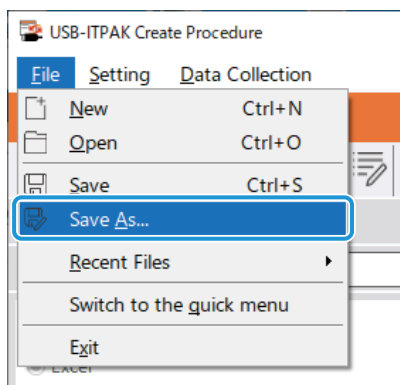 USB-ITPAK Create Procedure
File Setting Data Collection
New Ctrl+N
Open Ctrl+O
Save Ctrl+S
Save As...
Recent Files
Switch to the quick menu
Exit
Excel